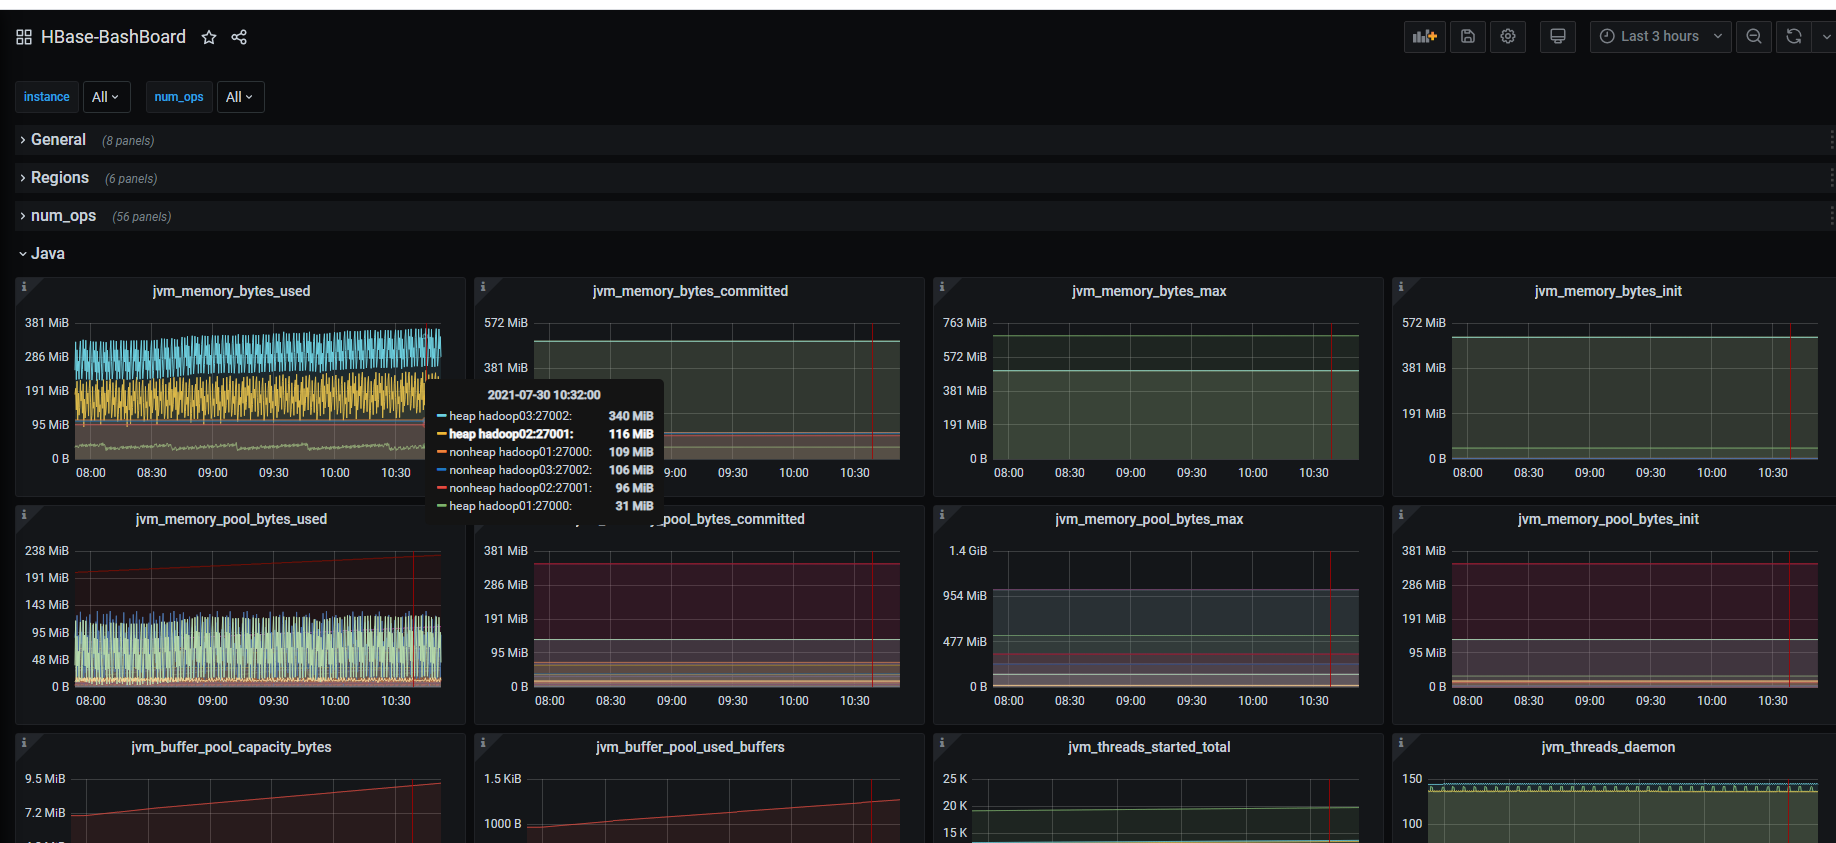 HBase-BashBoard
Last 3 hours
instance All num_ops All
General (8 panels)
Regions (6 panels)
num_ops (56 panels)
Java
jvm_memory_bytes_used
381 MiB
286 MiB
191 MiB
95 MiB
0 B
08:00 08:30 09:00 09:30 10:00 10:30
jvm_memory_bytes_committed
572 MiB
381 MiB
9:00 09:30 10:00 10:30
2021-07-30 10:32:00
heap hadoop03:27002: 340 MiB
heap hadoop02:27001: 116 MiB
nonheap hadoop01:27000: 109 MiB
nonheap hadoop03:27002: 106 MiB
nonheap hadoop02:27001: 96 MiB
heap hadoop01:27000: 31 MiB
jvm_memory_bytes_max
763 MiB
572 MiB
381 MiB
191 MiB
0 B
08:00 08:30 09:00 09:30 10:00 10:30
jvm_memory_bytes_init
572 MiB
381 MiB
191 MiB
0 B
08:00 08:30 09:00 09:30 10:00 10:30
jvm_memory_pool_bytes_used
238 MiB
191 MiB
143 MiB
95 MiB
48 MiB
0 B
08:00 08:30 09:00 09:30 10:00 10:30
pool_bytes_committed
381 MiB
286 MiB
191 MiB
95 MiB
0 B
08:00 08:30 09:00 09:30 10:00 10:30
jvm_memory_pool_bytes_max
1.4 GiB
954 MiB
477 MiB
0 B
08:00 08:30 09:00 09:30 10:00 10:30
jvm_memory_pool_bytes_init
381 MiB
286 MiB
191 MiB
95 MiB
0 B
08:00 08:30 09:00 09:30 10:00 10:30
jvm_buffer_pool_capacity_bytes
9.5 MiB
7.2 MiB
jvm_buffer_pool_used_buffers
1.5 KiB
1000 B
jvm_threads_started_total
25 K
20 K
15 K
jvm_threads_daemon
150
100